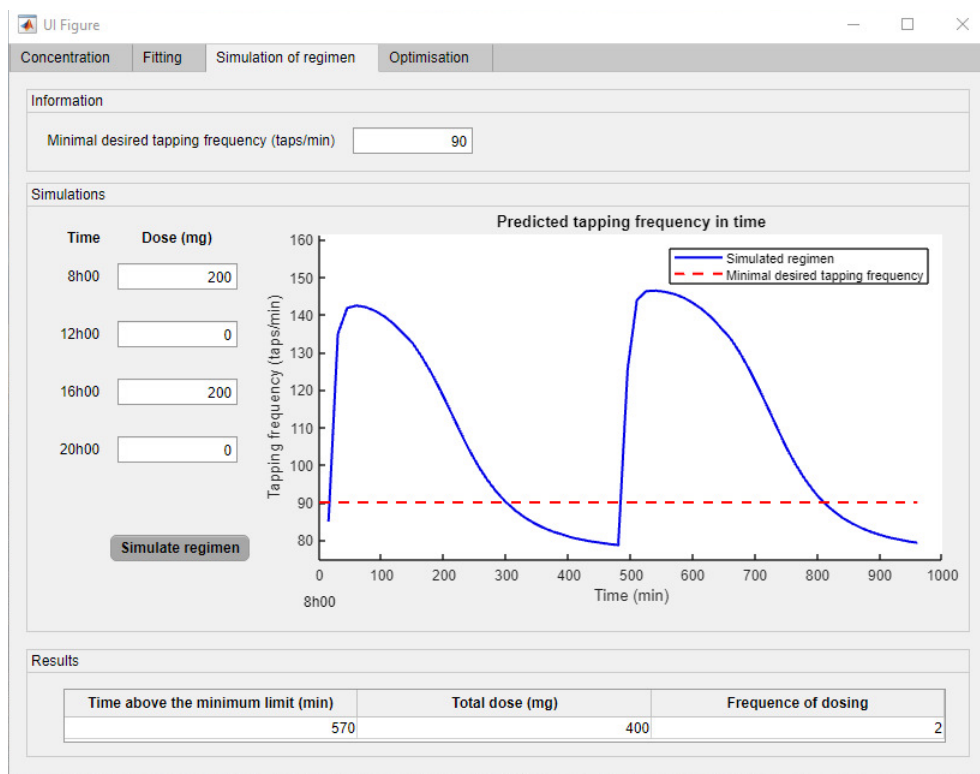 UI Figure
Concentration Fitting Simulation of regimen Optimisation
Information
Minimal desired tapping frequency (taps/min) 90
Simulations
Time Dose (mg)
8h00 200
12h00 0
16h00 200
20h00 0
Simulate regimen
Predicted tapping frequency in time
Simulated regimen
Minimal desired tapping frequency
Tapping frequency (taps/min)
160
150
140
130
120
110
100
90
80
0 100 200 300 400 500 600 700 800 900 1000
8h00
Time (min)
Results
Time above the minimum limit (min) Total dose (mg) Frequence of dosing
570 400 2